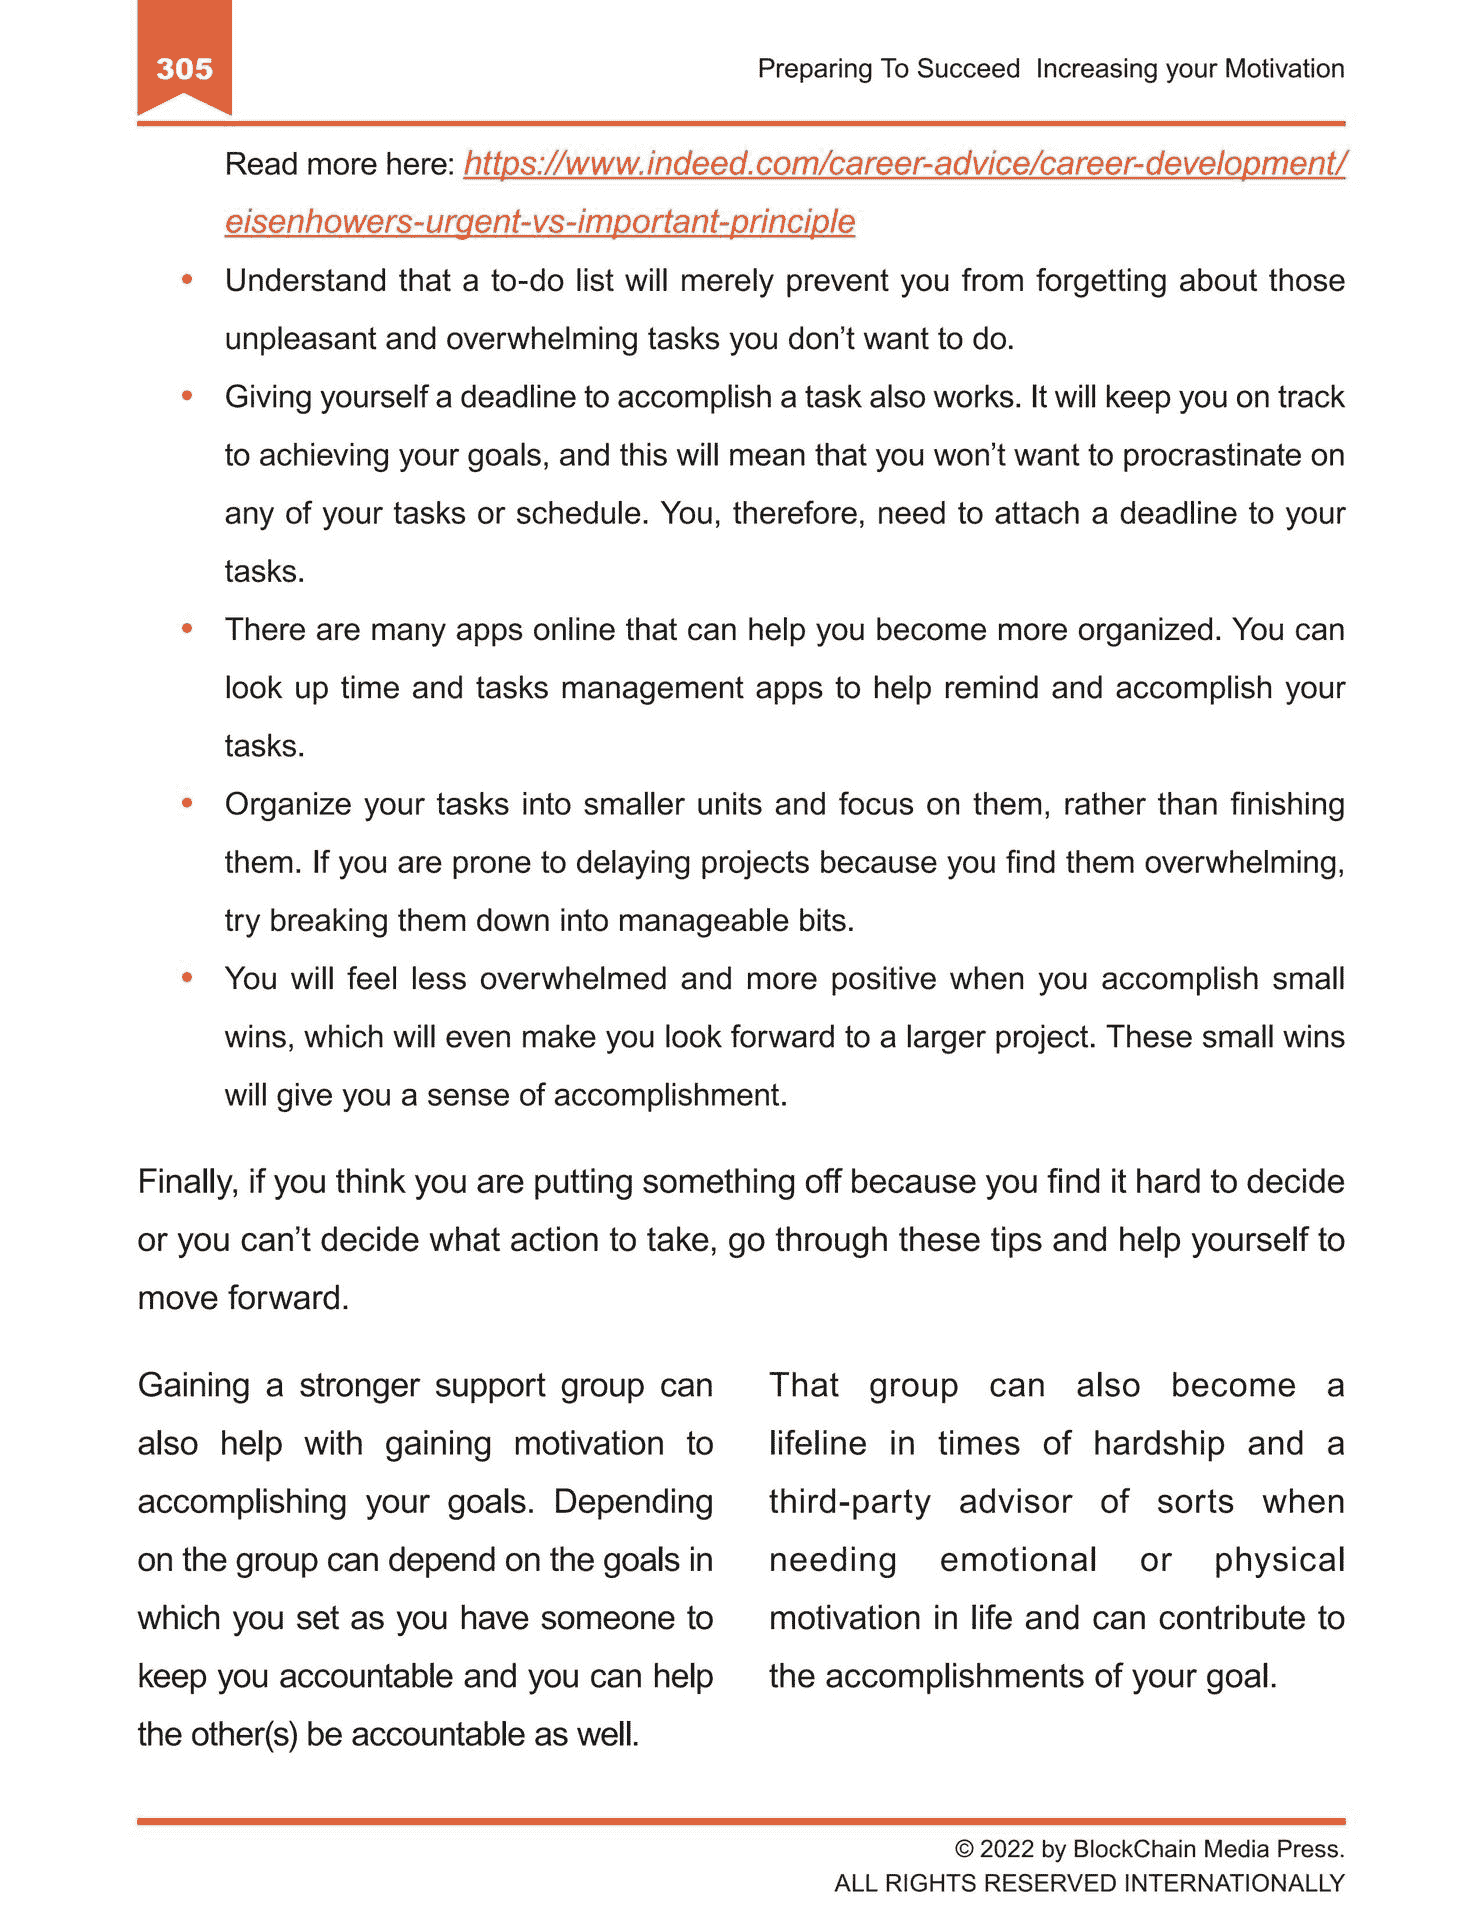 305
Preparing To Succeed  Increasing your Motivation
Read more here: https://www.indeed.com/career-advice/career-development/
eisenhowers-urgent-vs-important-principle
• Understand that a to-do list will merely prevent you from forgetting about those
unpleasant and overwhelming tasks you don’t want to do.
• Giving yourself a deadline to accomplish a task also works. It will keep you on track
to achieving your goals, and this will mean that you won’t want to procrastinate on
any of your tasks or schedule. You, therefore, need to attach a deadline to your
tasks.
• There are many apps online that can help you become more organized. You can
look up time and tasks management apps to help remind and accomplish your
tasks.
• Organize your tasks into smaller units and focus on them, rather than finishing
them. If you are prone to delaying projects because you find them overwhelming,
try breaking them down into manageable bits.
• You will feel less overwhelmed and more positive when you accomplish small
wins, which will even make you look forward to a larger project. These small wins
will give you a sense of accomplishment.
Finally, if you think you are putting something off because you find it hard to decide
or you can’t decide what action to take, go through these tips and help yourself to
move forward.
Gaining a stronger support group can
also help with gaining motivation to
accomplishing your goals. Depending
on the group can depend on the goals in
which you set as you have someone to
keep you accountable and you can help
the other(s) be accountable as well.
That group can also become a
lifeline in times of hardship and a
third-party advisor of sorts when
needing emotional or physical
motivation in life and can contribute to
the accomplishments of your goal.
© 2022 by BlockChain Media Press.
ALL RIGHTS RESERVED INTERNATIONALLY